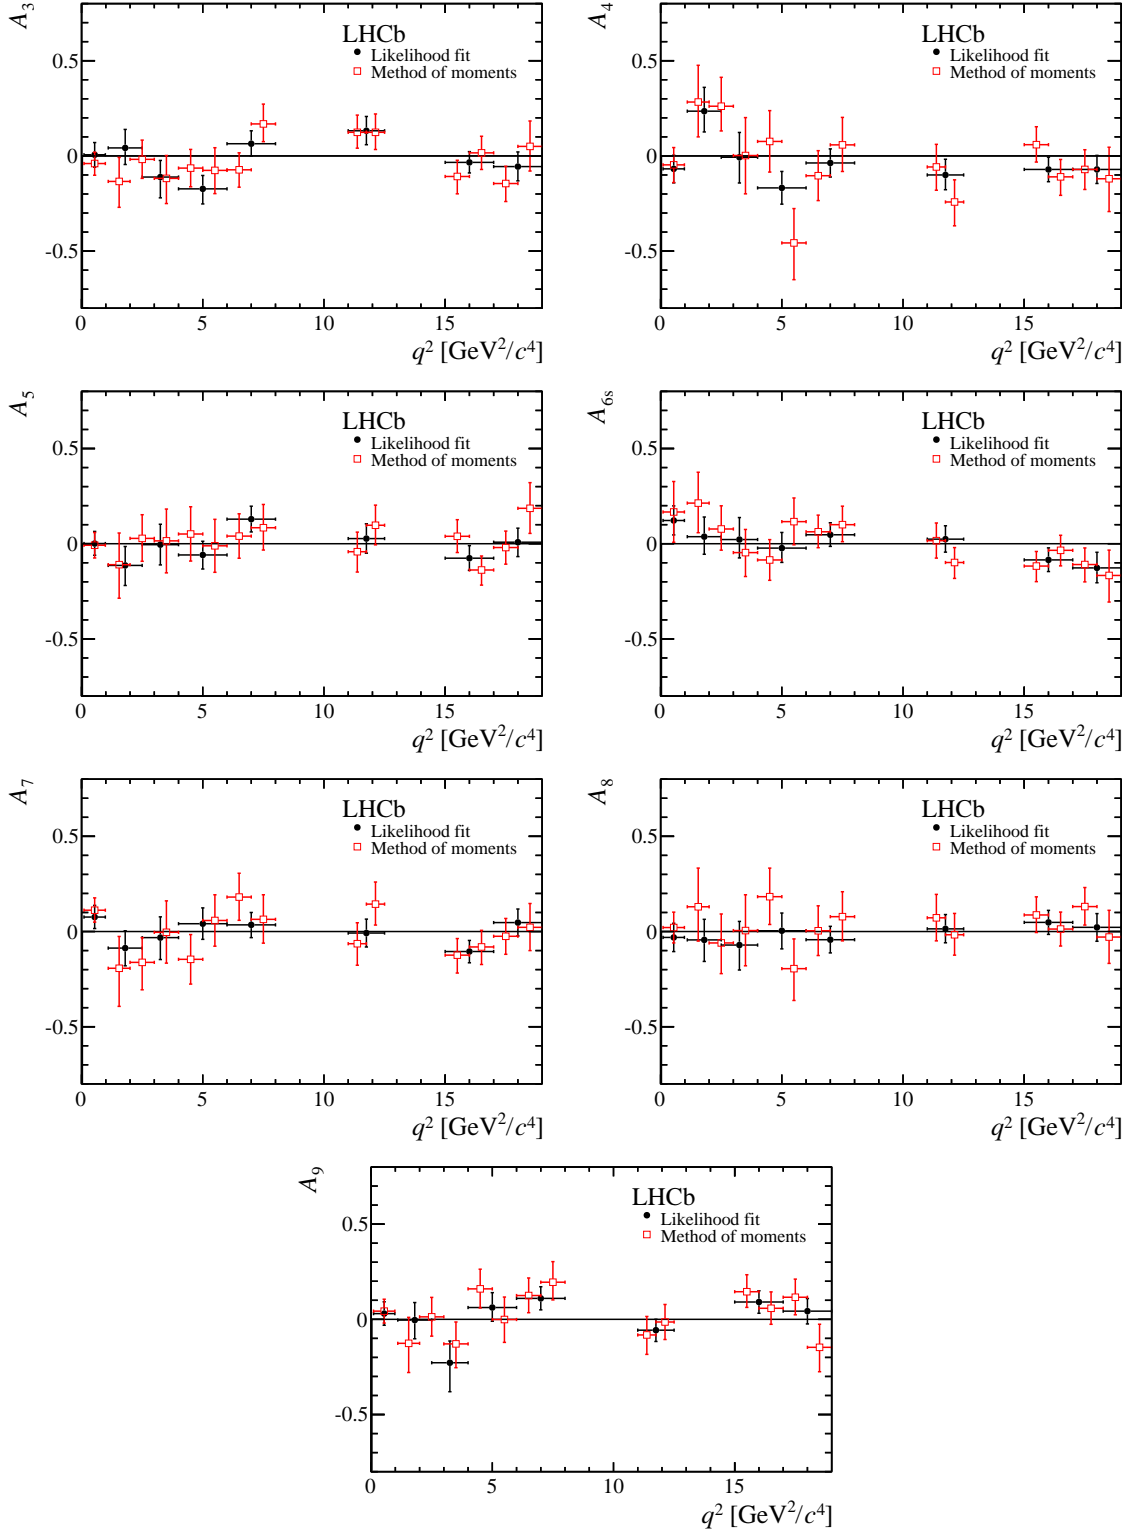 A3
LHCb
Likelihood fit
Method of moments
0.5
0
-0.5
0 5 10 15
q² [GeV²/c⁴]
A4
LHCb
Likelihood fit
Method of moments
0.5
0
-0.5
0 5 10 15
q² [GeV²/c⁴]
A5
LHCb
Likelihood fit
Method of moments
0.5
0
-0.5
0 5 10 15
q² [GeV²/c⁴]
A6s
LHCb
Likelihood fit
Method of moments
0.5
0
-0.5
0 5 10 15
q² [GeV²/c⁴]
A7
LHCb
Likelihood fit
Method of moments
0.5
0
-0.5
0 5 10 15
q² [GeV²/c⁴]
A8
LHCb
Likelihood fit
Method of moments
0.5
0
-0.5
0 5 10 15
q² [GeV²/c⁴]
A9
LHCb
Likelihood fit
Method of moments
0.5
0
-0.5
0 5 10 15
q² [GeV²/c⁴]